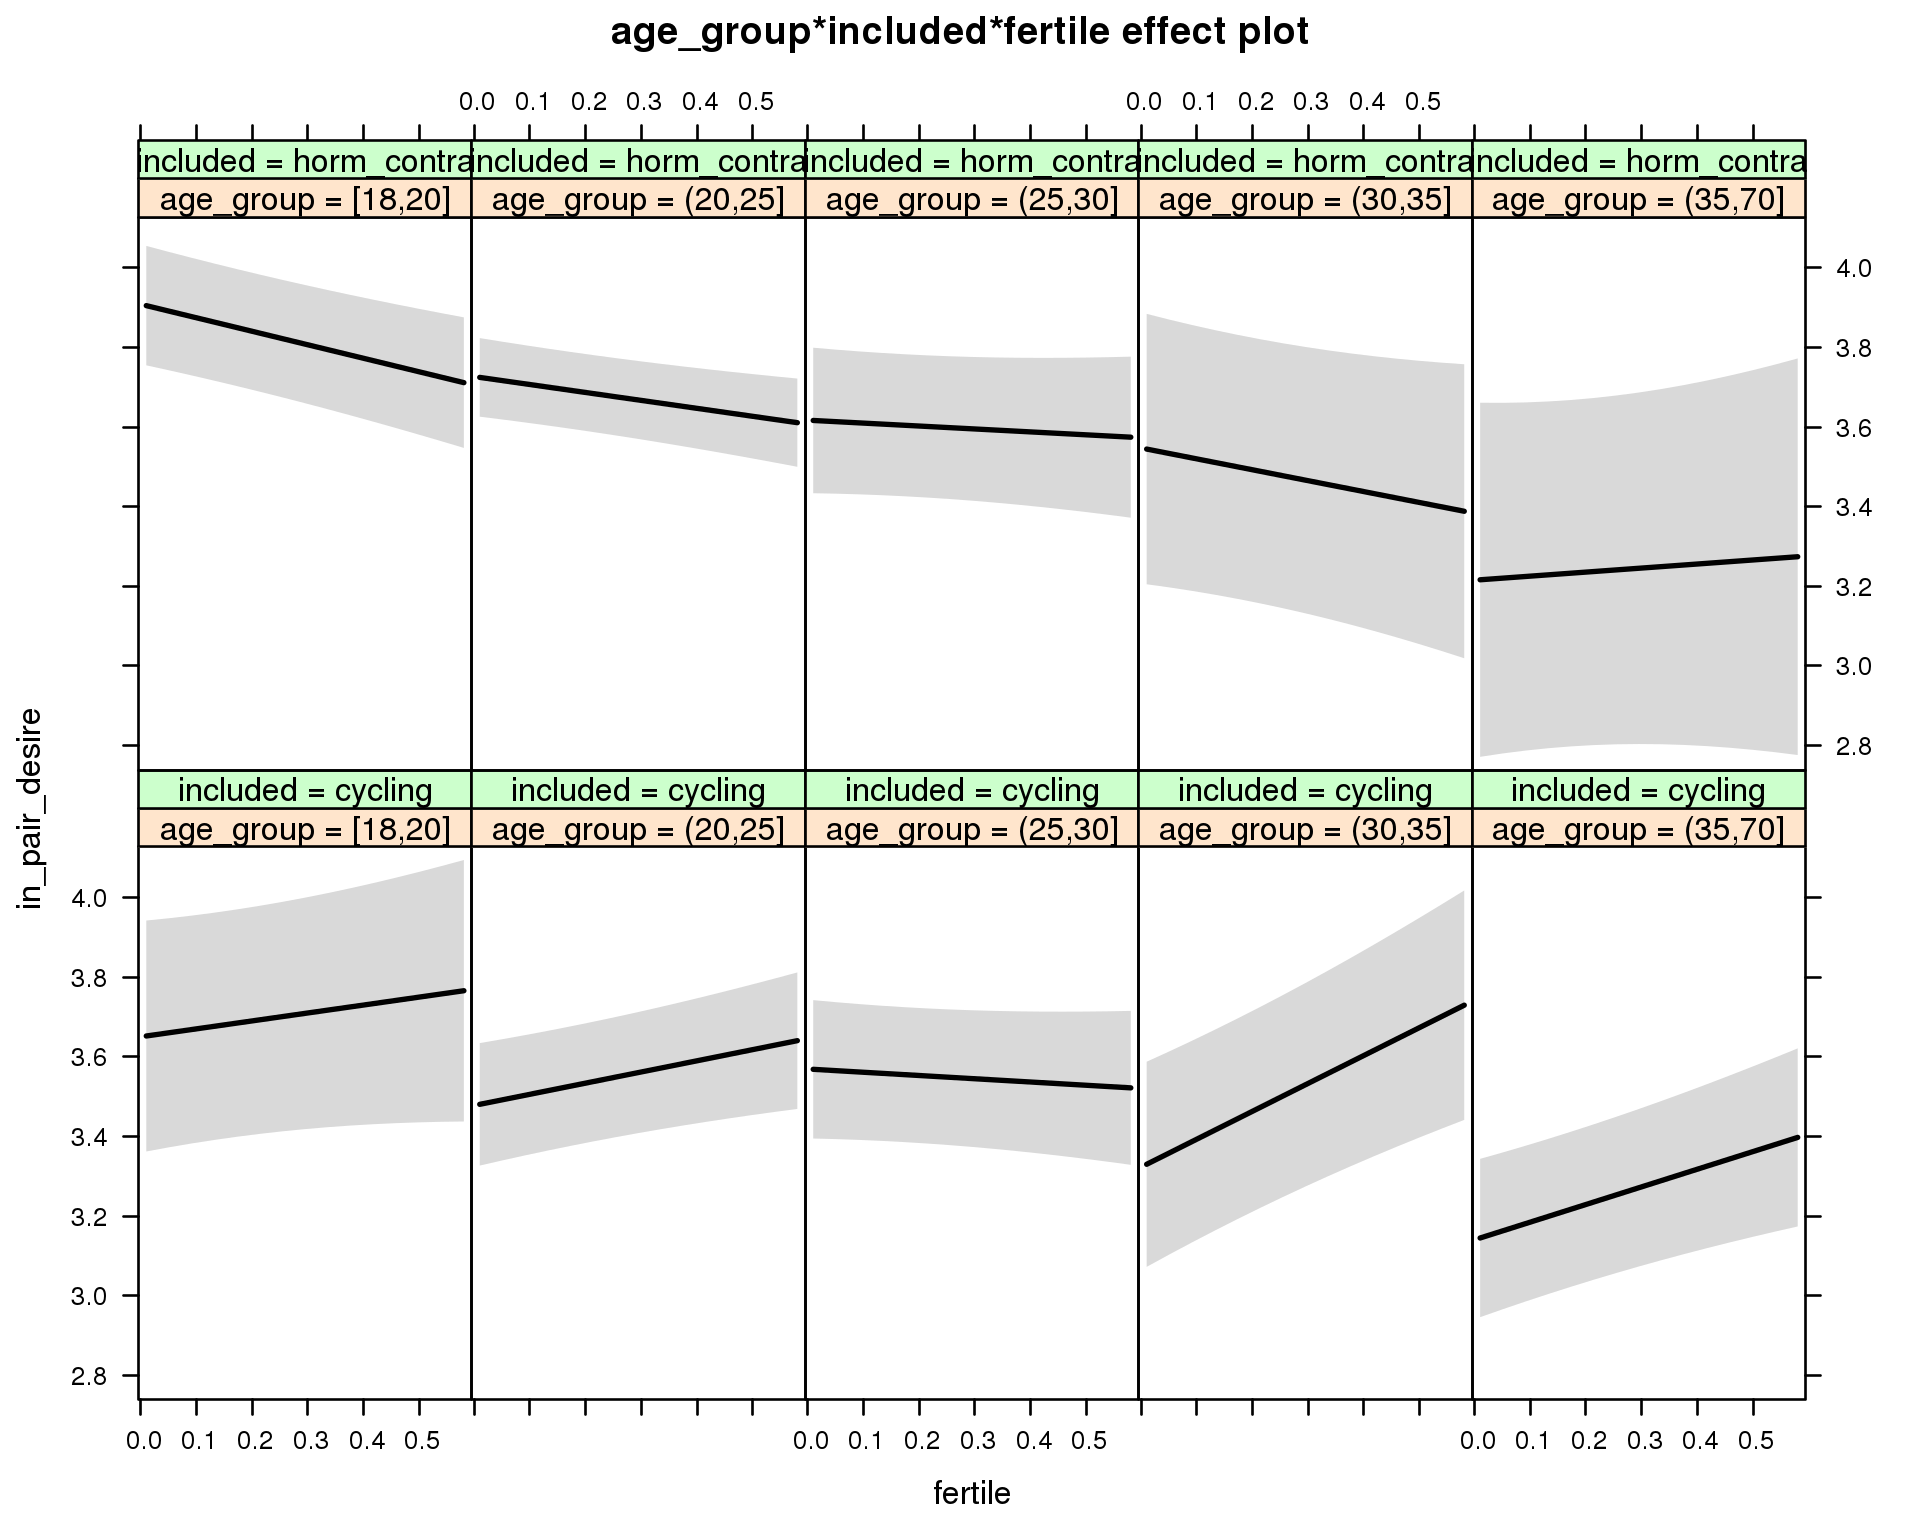 age_group*included*fertile effect plot
0.0 0.1 0.2 0.3 0.4 0.5 0.0 0.1 0.2 0.3 0.4 0.5
included = horm_contra included = horm_contra included = horm_contra included = horm_contra included = horm_contra
age_group = [18,20] age_group = (20,25] age_group = (25,30] age_group = (30,35] age_group = (35,70]
4.0
3.8
3.6
3.4
3.2
3.0
2.8
in_pair_desire
included = cycling included = cycling included = cycling included = cycling included = cycling
age_group = [18,20] age_group = (20,25] age_group = (25,30] age_group = (30,35] age_group = (35,70]
4.0
3.8
3.6
3.4
3.2
3.0
2.8
0.0 0.1 0.2 0.3 0.4 0.5 0.0 0.1 0.2 0.3 0.4 0.5 0.0 0.1 0.2 0.3 0.4 0.5
fertile